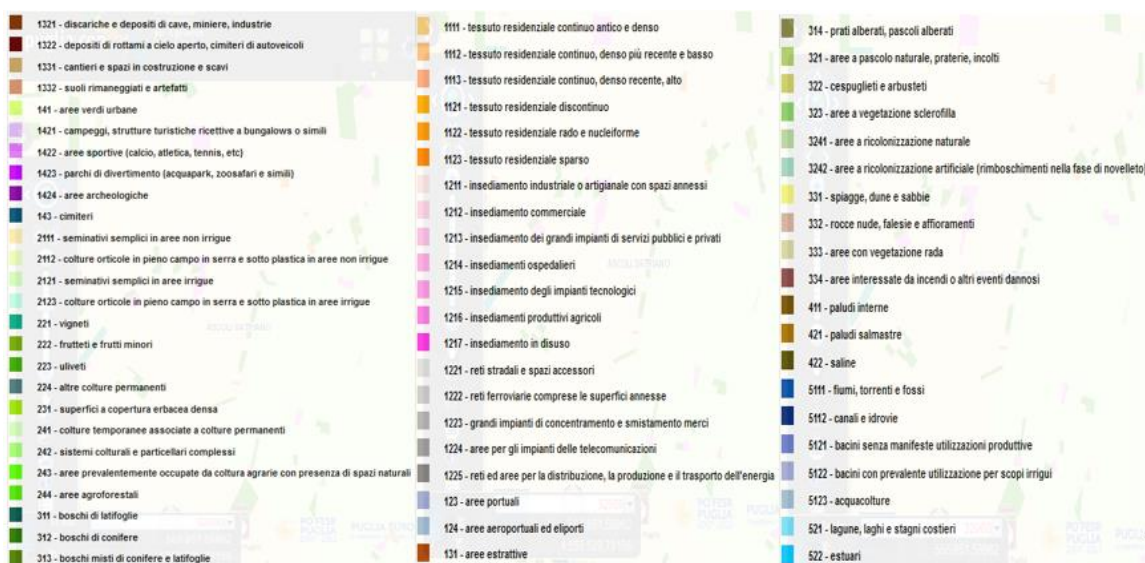 1321 - discariche e depositi di cave, miniere, industrie
1322 - depositi di rottami a cielo aperto, cimiteri di autoveicoli
1331 - cantieri e spazi in costruzione e scavi
1332 - suoli rimaneggiati e artefatti
141 - aree verdi urbane
1421 - campeggi, strutture turistiche ricettive a bungalows o simili
1422 - aree sportive (calcio, atletica, tennis, etc)
1423 - parchi di divertimento (acquapark, zoosafari e simili)
1424 - aree archeologiche
143 - cimiteri
2111 - seminativi semplici in aree non irrigue
2112 - colture orticole in pieno campo in serra e sotto plastica in aree non irrigue
2121 - seminativi semplici in aree irrigue
2123 - colture orticole in pieno campo in serra e sotto plastica in aree irrigue
221 - vigneti
222 - frutteti e frutti minori
223 - uliveti
224 - altre colture permanenti
231 - superfici a copertura erbacea densa
241 - colture temporanee associate a colture permanenti
242 - sistemi colturali e particellari complessi
243 - aree prevalentemente occupate da coltura agrarie con presenza di spazi naturali
244 - aree agroforestali
311 - boschi di latifoglie
312 - boschi di conifere
313 - boschi misti di conifere e latifoglie
1111 - tessuto residenziale continuo antico e denso
1112 - tessuto residenziale continuo, denso più recente e basso
1113 - tessuto residenziale continuo, denso recente, alto
1121 - tessuto residenziale discontinuo
1122 - tessuto residenziale rado e nucleiforme
1123 - tessuto residenziale sparso
1211 - insediamento industriale o artigianale con spazi annessi
1212 - insediamento commerciale
1213 - insediamento dei grandi impianti di servizi pubblici e privati
1214 - insediamenti ospedalieri
1215 - insediamento degli impianti tecnologici
1216 - insediamenti produttivi agricoli
1217 - insediamento in disuso
1221 - reti stradali e spazi accessori
1222 - reti ferroviarie comprese le superfici annesse
1223 - grandi impianti di concentramento e smistamento merci
1224 - aree per gli impianti delle telecomunicazioni
1225 - reti ed aree per la distribuzione, la produzione e il trasporto dell'energia
123 - aree portuali
124 - aree aeroportuali ed eliporti
131 - aree estrattive
314 - prati alberati, pascoli alberati
321 - aree a pascolo naturale, praterie, incolti
322 - cespuglieti e arbusteti
323 - aree a vegetazione sclerofilla
3241 - aree a ricolonizzazione naturale
3242 - aree a ricolonizzazione artificiale (rimboschimenti nella fase di novelleto)
331 - spiagge, dune e sabbie
332 - rocce nude, falesie e affioramenti
333 - aree con vegetazione rada
334 - aree interessate da incendi o altri eventi dannosi
411 - paludi interne
421 - paludi salmastre
422 - saline
5111 - fiumi, torrenti e fossi
5112 - canali e idrovie
5121 - bacini senza manifeste utilizzazioni produttive
5122 - bacini con prevalente utilizzazione per scopi irrigui
5123 - acquacolture
521 - lagune, laghi e stagni costieri
522 - estuari